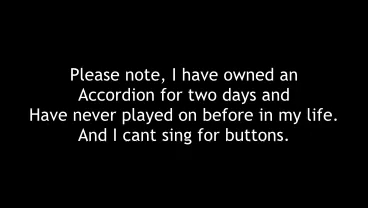 Please note, I have owned an
Accordion for two days and
Have never played on before in my life.
And I cant sing for buttons.